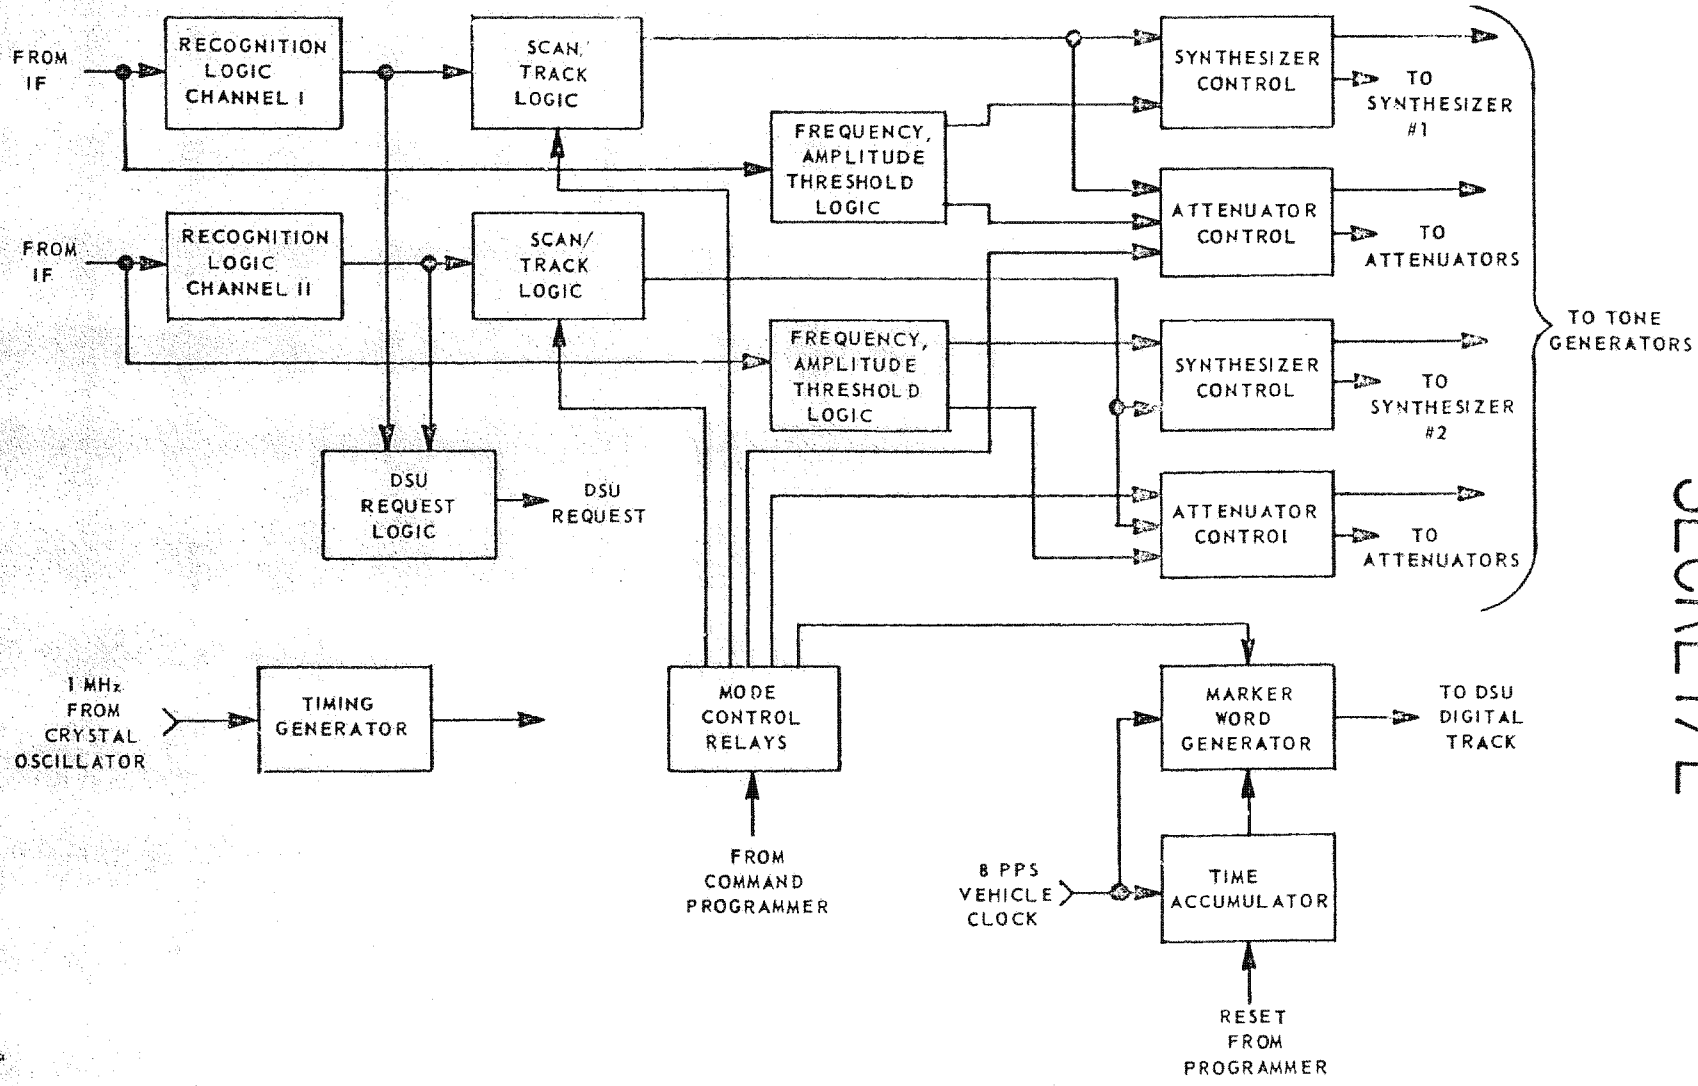 FROM
IF
RECOGNITION
LOGIC
CHANNEL I
SCAN/
TRACK
LOGIC
FREQUENCY,
AMPLITUDE
THRESHOLD
LOGIC
SYNTHESIZER
CONTROL
TO
SYNTHESIZER
#1
ATTENUATOR
CONTROL
TO
ATTENUATORS
FROM
IF
RECOGNITION
LOGIC
CHANNEL II
SCAN/
TRACK
LOGIC
FREQUENCY,
AMPLITUDE
THRESHOLD
LOGIC
SYNTHESIZER
CONTROL
TO
SYNTHESIZER
#2
TO TONE
GENERATORS
DSU
REQUEST
LOGIC
DSU
REQUEST
ATTENUATOR
CONTROL
TO
ATTENUATORS
1 MHz
FROM
CRYSTAL
OSCILLATOR
TIMING
GENERATOR
MODE
CONTROL
RELAYS
MARKER
WORD
GENERATOR
TO DSU
DIGITAL
TRACK
FROM
COMMAND
PROGRAMMER
8 PPS
VEHICLE
CLOCK
TIME
ACCUMULATOR
RESET
FROM
PROGRAMMER